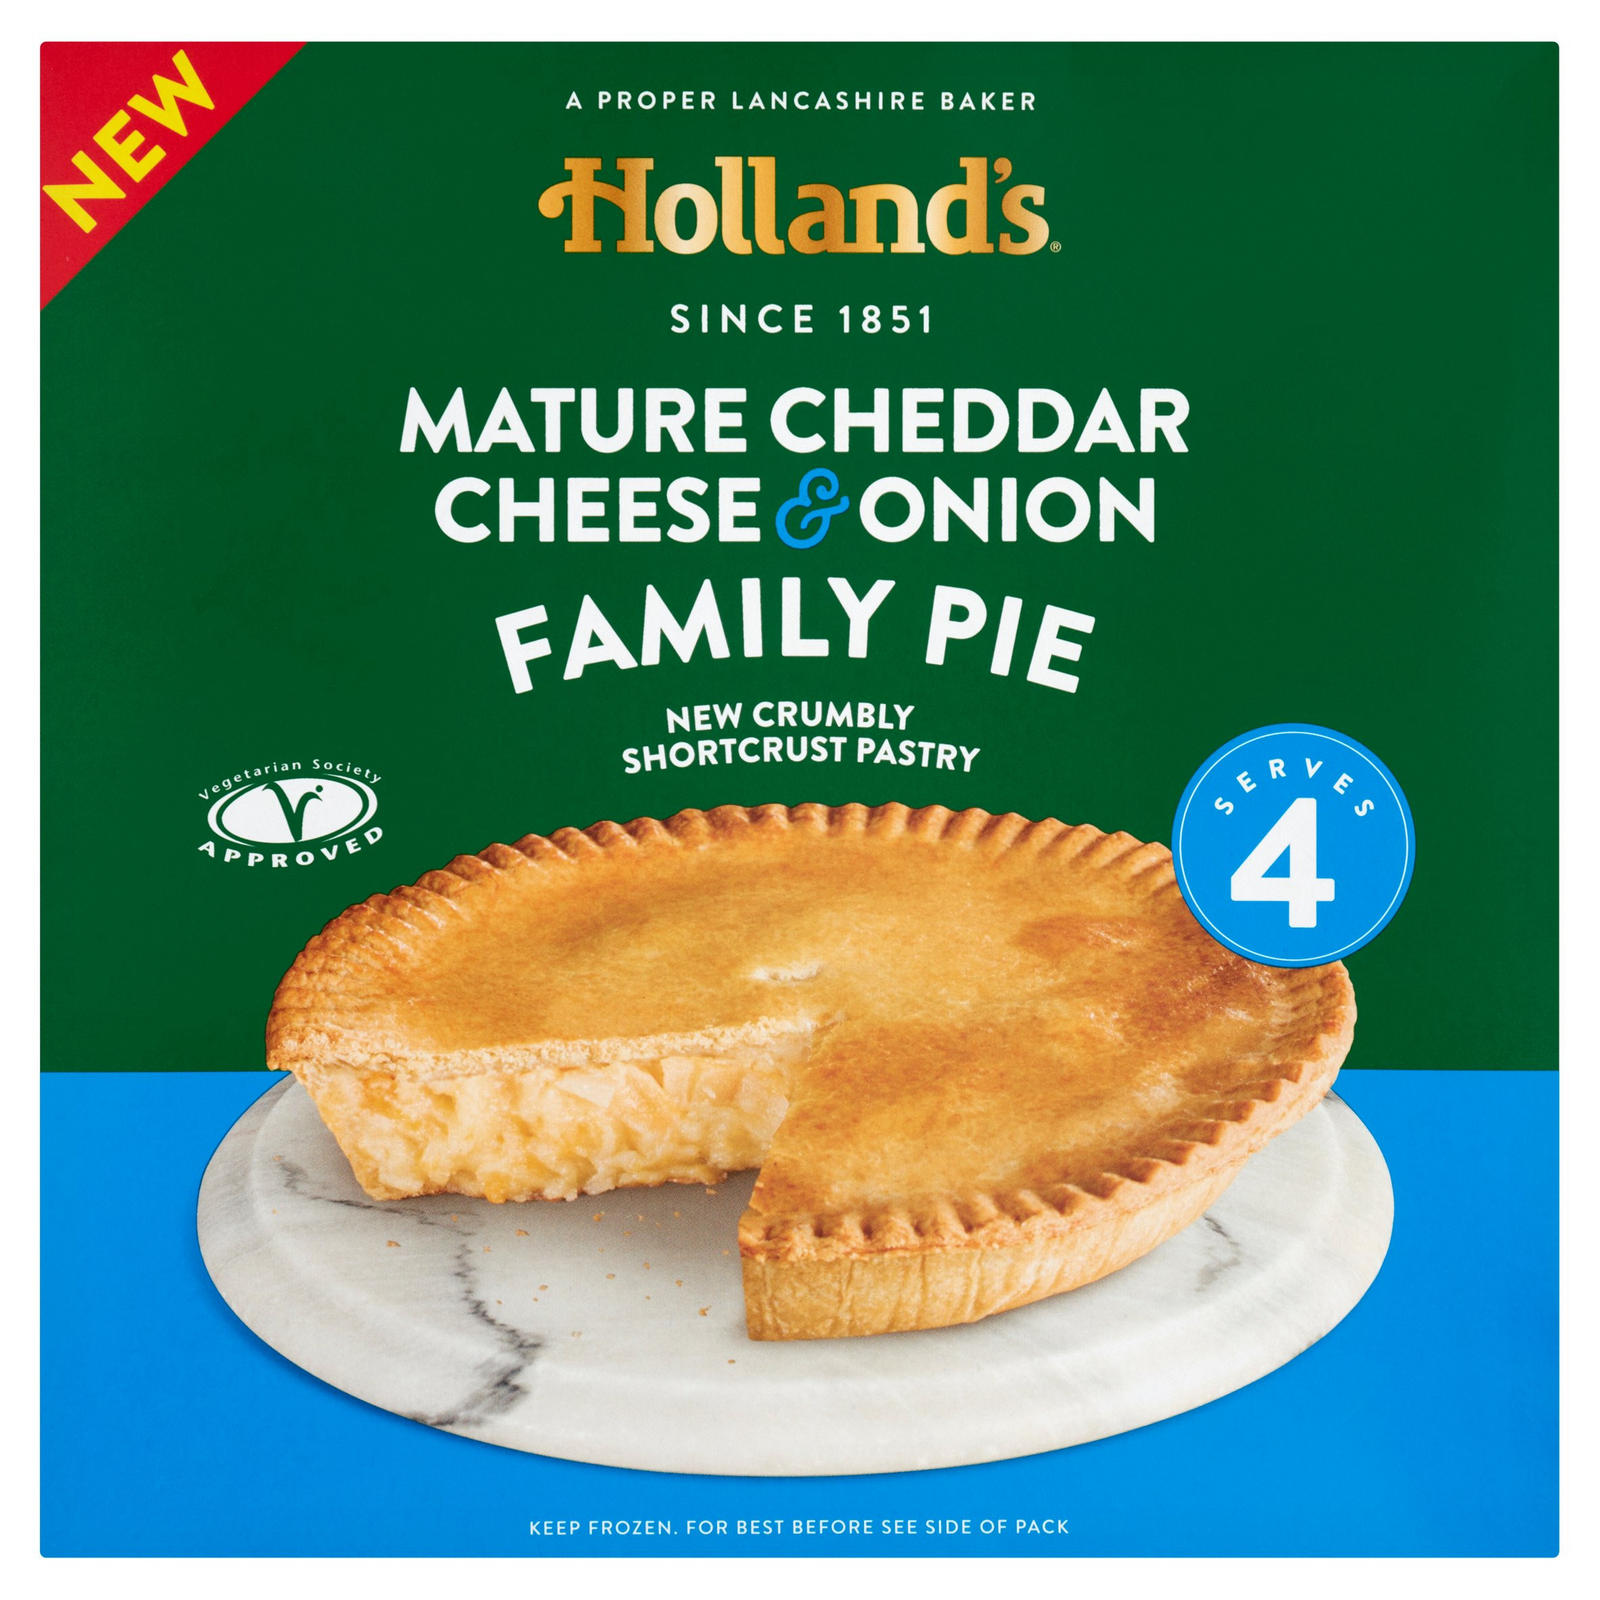 NEW
A PROPER LANCASHIRE BAKER
Holland's®
SINCE 1851
MATURE CHEDDAR
CHEESE & ONION
FAMILY PIE
NEW CRUMBLY
SHORTCRUST PASTRY
Vegetarian Society
V
APPROVED
SERVES
4
KEEP FROZEN. FOR BEST BEFORE SEE SIDE OF PACK